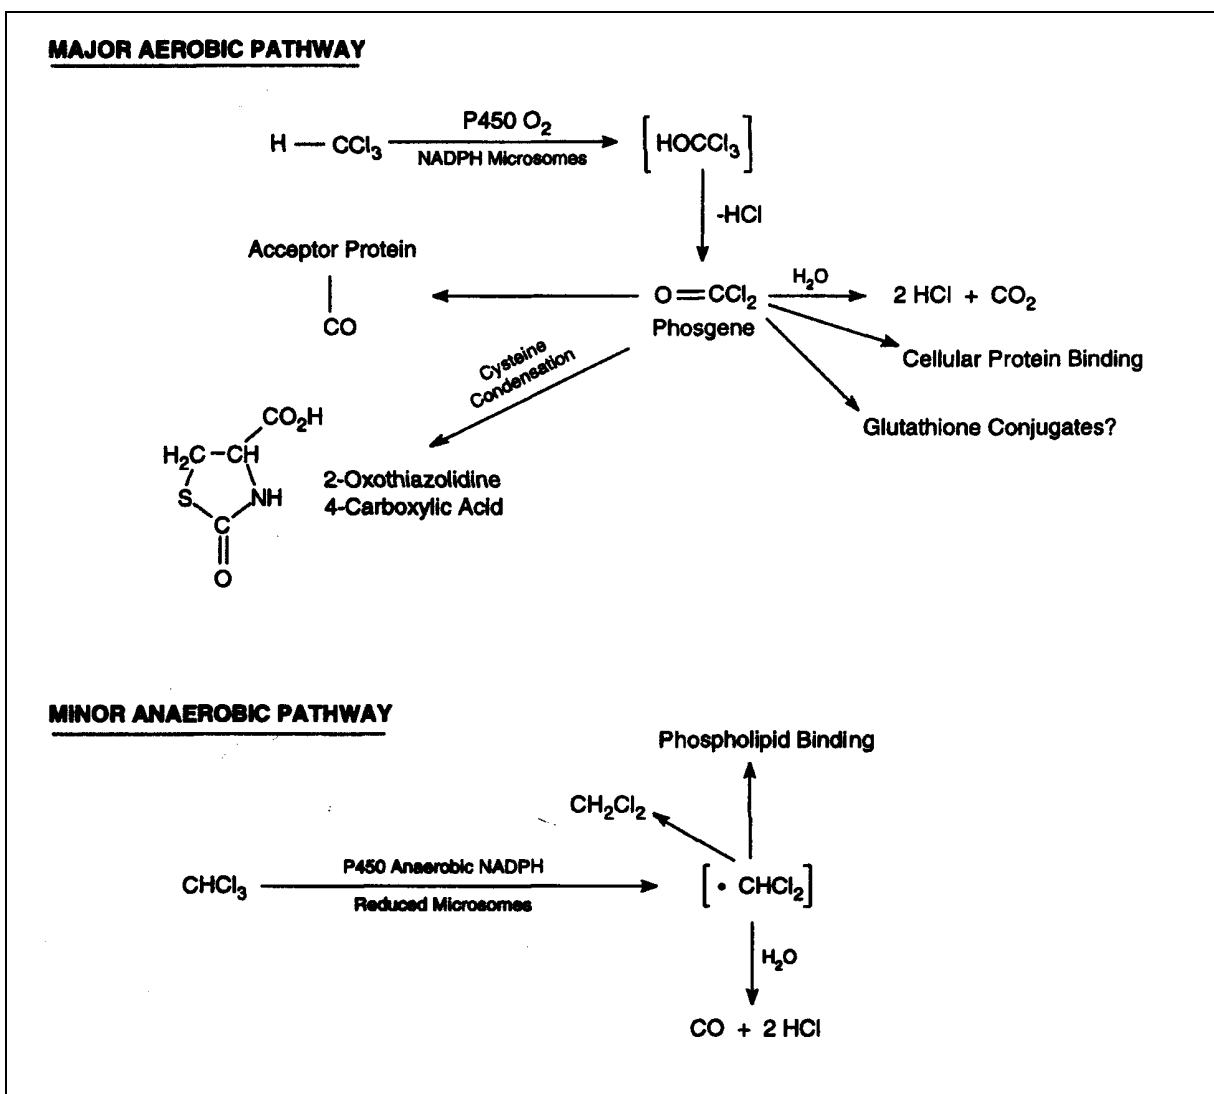 MAJOR AEROBIC PATHWAY
H — CCl₃
P450 O₂
NADPH Microsomes
[HOCCl₃]
-HCl
Acceptor Protein
CO
O=CCl₂
Phosgene
H₂O
2 HCl + CO₂
Cellular Protein Binding
Glutathione Conjugates?
Cysteine
Condensation
CO₂H
H₂C-CH
S
NH
C
O
2-Oxothiazolidine
4-Carboxylic Acid
MINOR ANAEROBIC PATHWAY
Phospholipid Binding
CH₂Cl₂
CHCl₃
P450 Anaerobic NADPH
Reduced Microsomes
[• CHCl₂]
H₂O
CO + 2 HCl